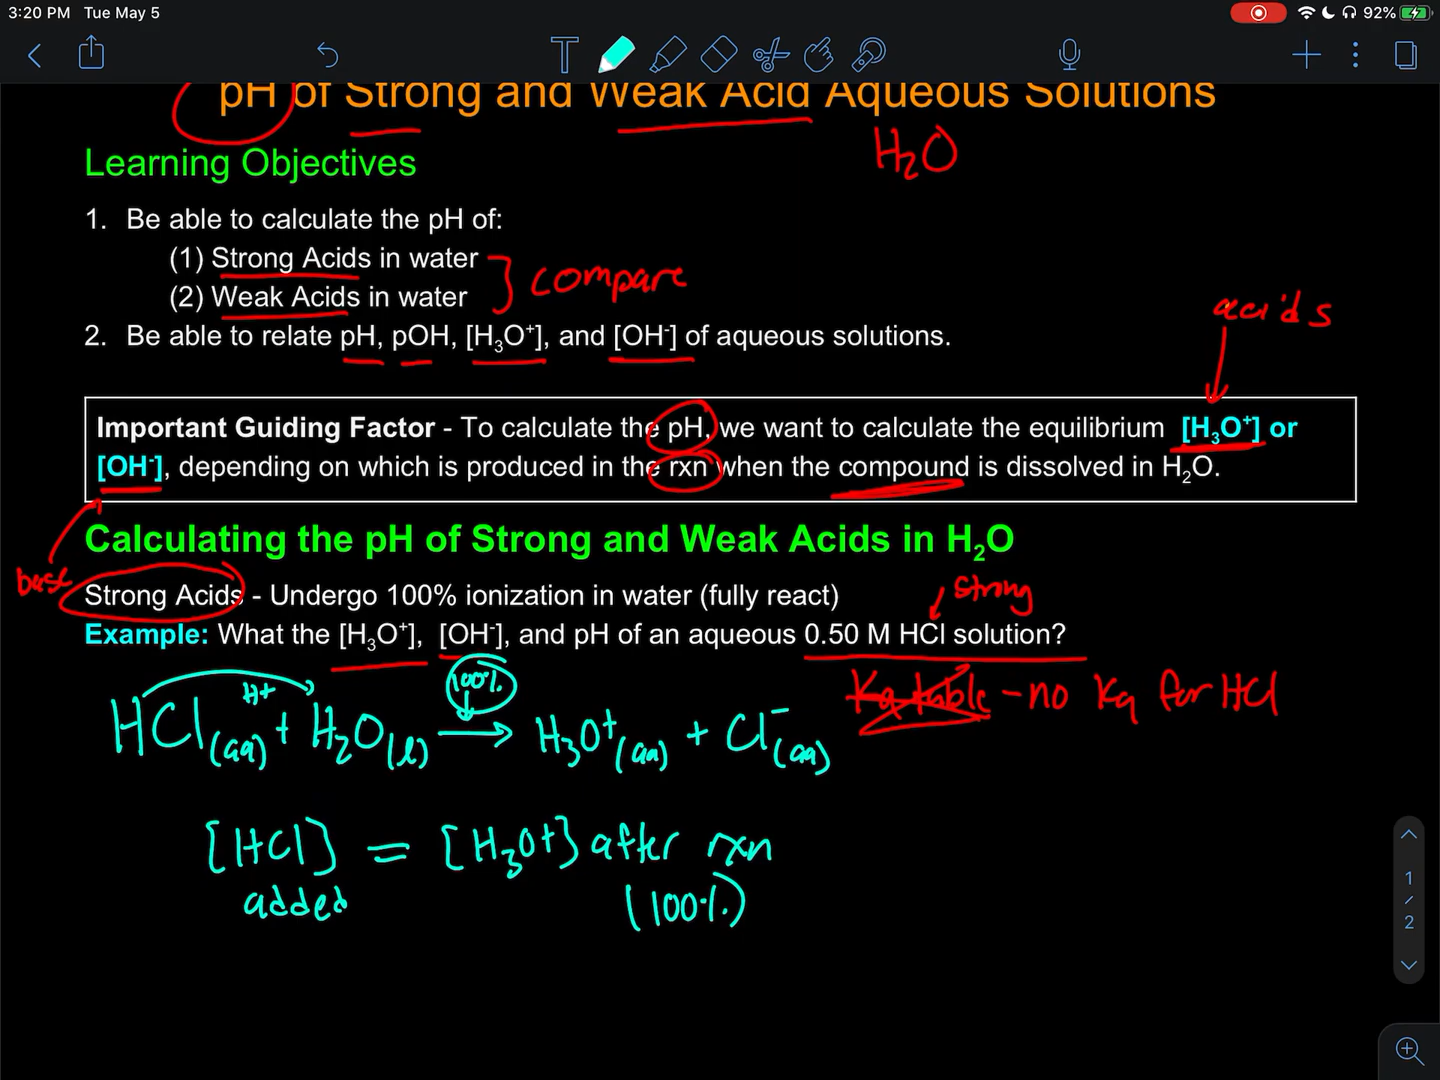 3:20 PM Tue May 5
92%
pH of Strong and Weak Acid Aqueous Solutions
H₂O
Learning Objectives
1. Be able to calculate the pH of:
(1) Strong Acids in water
(2) Weak Acids in water
} compare
2. Be able to relate pH, pOH, [H₃O⁺], and [OH⁻] of aqueous solutions.
acids
Important Guiding Factor - To calculate the pH, we want to calculate the equilibrium [H₃O⁺] or
[OH⁻], depending on which is produced in the rxn when the compound is dissolved in H₂O.
Calculating the pH of Strong and Weak Acids in H₂O
base
Strong Acids - Undergo 100% ionization in water (fully react)
strong
Example: What the [H₃O⁺], [OH⁻], and pH of an aqueous 0.50 M HCl solution?
Ka table - no Ka for HCl
H+
100%
HCl(aq) + H₂O(l) → H₃O⁺(aq) + Cl⁻(aq)
[HCl] = [H₃O+] after rxn
added (100%)
1
/
2